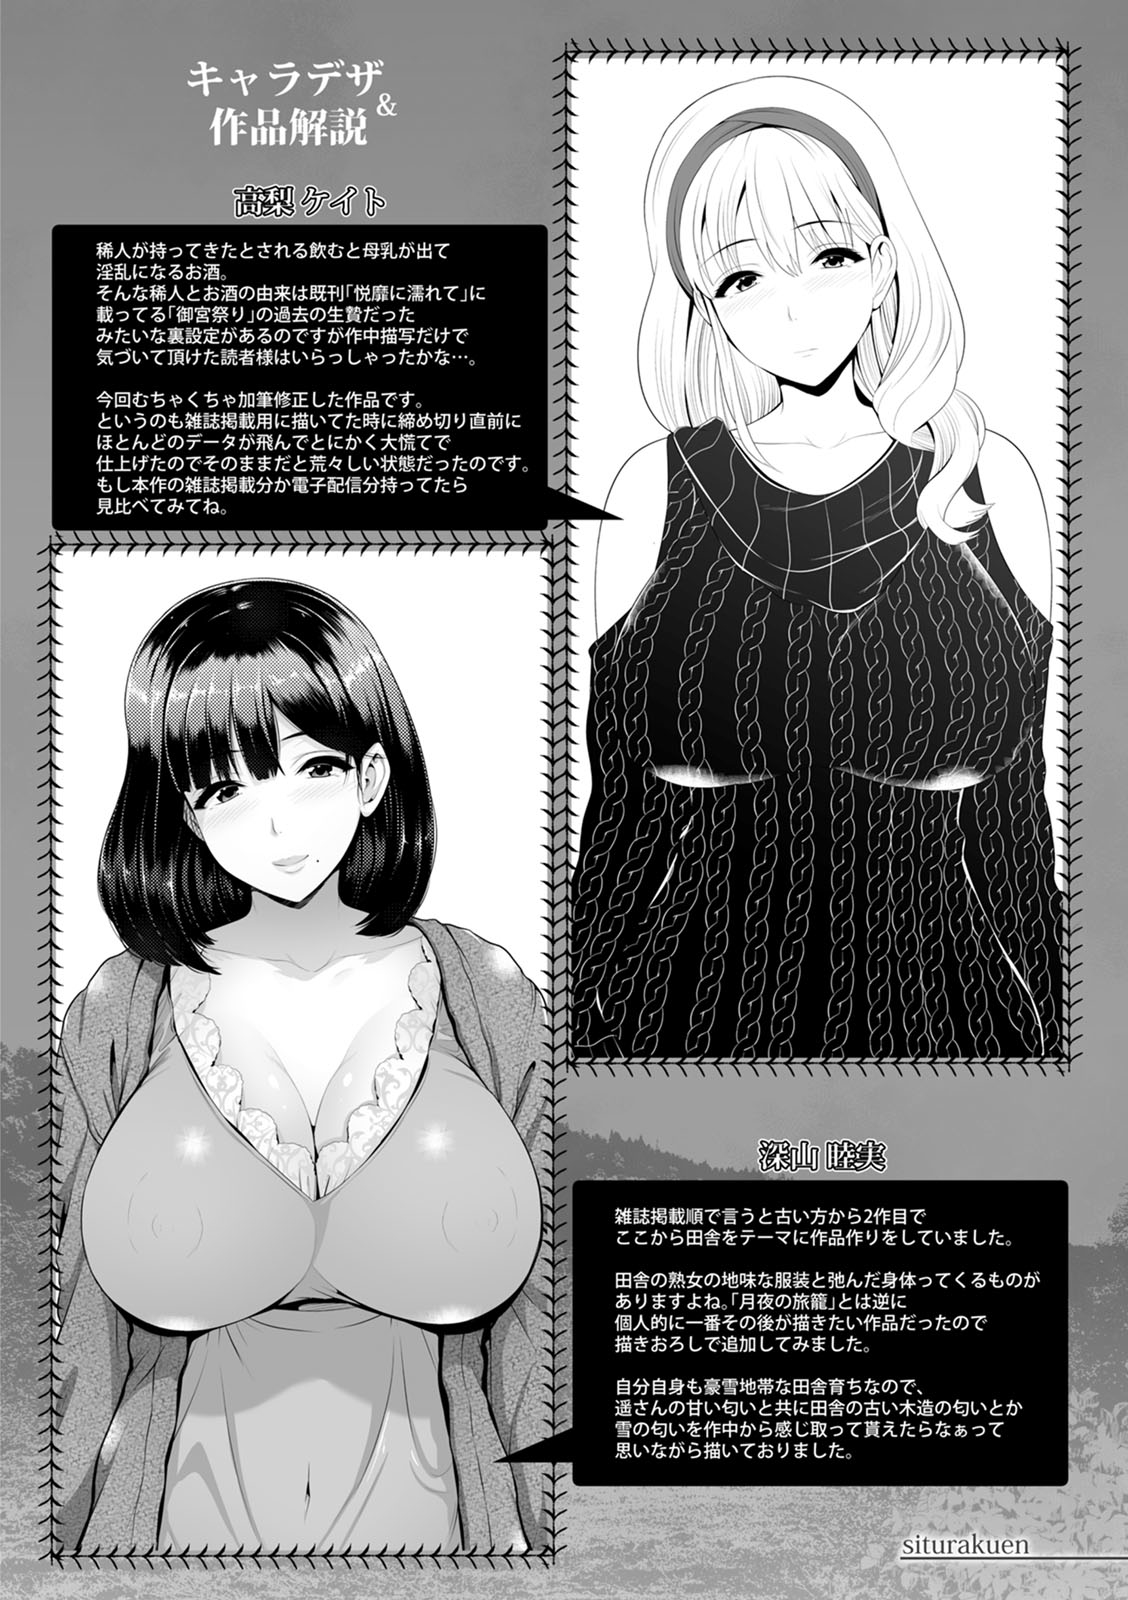 キャラデザ
&
作品解説
高梨 ケイト
稀人が持ってきたとされる飲むと母乳が出て
淫乱になるお酒。
そんな稀人とお酒の由来は既刊｢悦靡に濡れて｣に
載ってる｢御宮祭り｣の過去の生贄だった
みたいな裏設定があるのですが作中描写だけで
気づいて頂けた読者様はいらっしゃったかな…。
今回むちゃくちゃ加筆修正した作品です。
というのも雑誌掲載用に描いてた時に締め切り直前に
ほとんどのデータが飛んでとにかく大慌てで
仕上げたのでそのままだと荒々しい状態だったのです。
もし本作の雑誌掲載分か電子配信分持ってたら
見比べてみてね。
深山 睦実
雑誌掲載順で言うと古い方から2作目で
ここから田舎をテーマに作品作りをしていました。
田舎の熟女の地味な服装と弛んだ身体ってくるものが
ありますよね。｢月夜の旅籠｣とは逆に
個人的に一番その後が描きたい作品だったので
描きおろしで追加してみました。
自分自身も豪雪地帯な田舎育ちなので、
遥さんの甘い匂いと共に田舎の古い木造の匂いとか
雪の匂いを作中から感じ取って貰えたらなぁって
思いながら描いておりました。
siturakuen